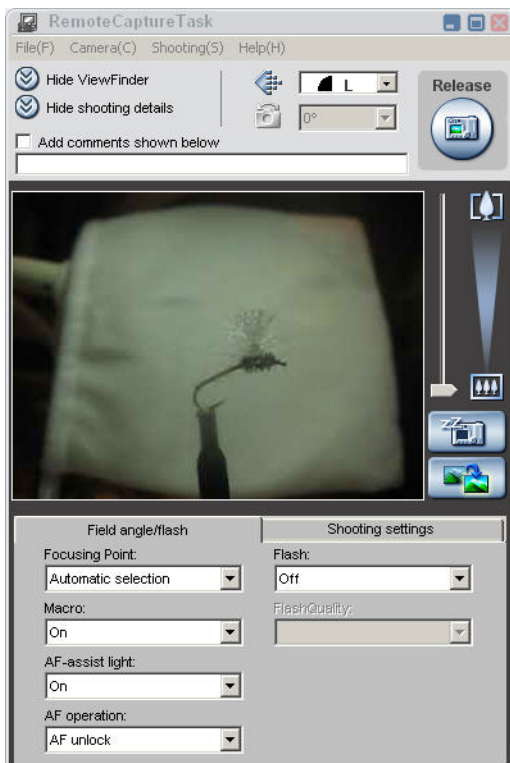 RemoteCaptureTask
File(F) Camera(C) Shooting(S) Help(H)
Hide ViewFinder
L
Release
Hide shooting details
0°
Add comments shown below
Field angle/flash
Shooting settings
Focusing Point:
Flash:
Automatic selection
Off
Macro:
FlashQuality:
On
AF-assist light:
On
AF operation:
AF unlock